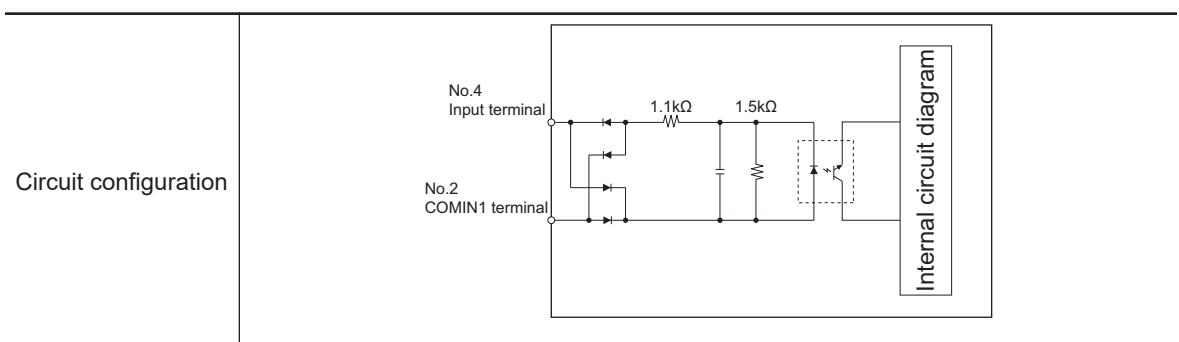 Circuit configuration
No.4
Input terminal
1.1kΩ
1.5kΩ
No.2
COMIN1 terminal
Internal circuit diagram